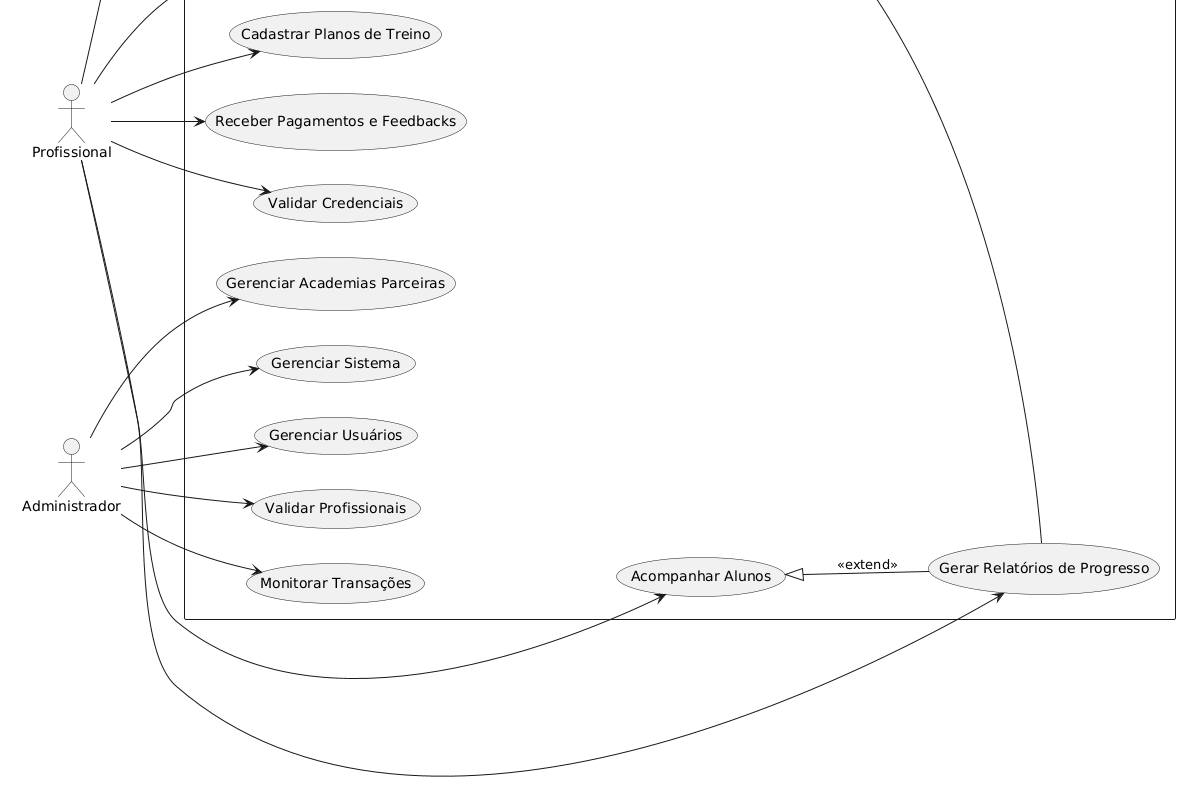 Cadastrar Planos de Treino
Receber Pagamentos e Feedbacks
Profissional
Validar Credenciais
Gerenciar Academias Parceiras
Gerenciar Sistema
Gerenciar Usuários
Administrador
Validar Profissionais
Monitorar Transações
Acompanhar Alunos
«extend»
Gerar Relatórios de Progresso